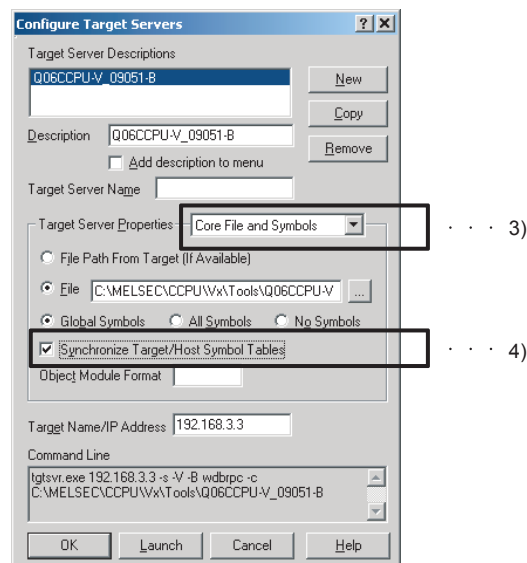 Configure Target Servers
Target Server Descriptions
Q06CCPU-V_09051-B
New
Copy
Description Q06CCPU-V_09051-B
Remove
Add description to menu
Target Server Name
Target Server Properties Core File and Symbols
· · · 3)
File Path From Target (If Available)
File C:\MELSEC\CCPU\Vx\Tools\Q06CCPU-V ...
Global Symbols All Symbols No Symbols
Synchronize Target/Host Symbol Tables
· · · 4)
Object Module Format
Target Name/IP Address 192.168.3.3
Command Line
tgtsvr.exe 192.168.3.3 -s -V -B wdbrpc -c
C:\MELSEC\CCPU\Vx\Tools\Q06CCPU-V_09051-B
OK Launch Cancel Help